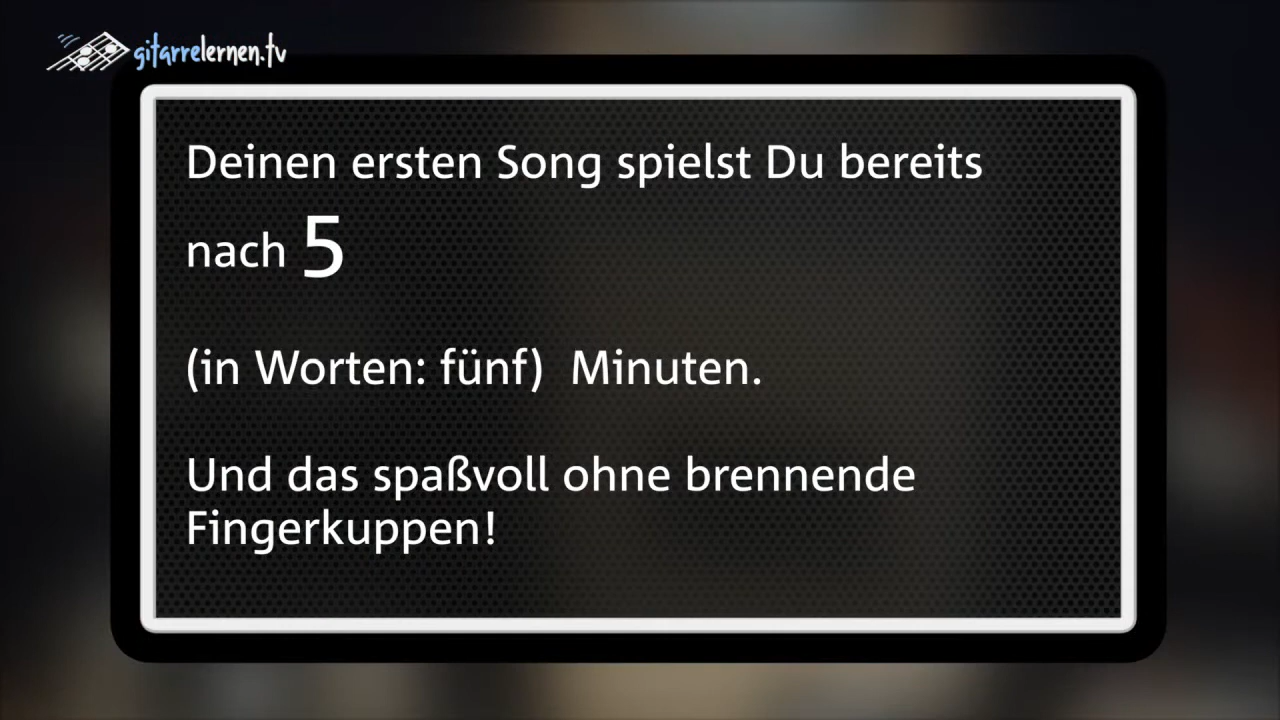 gitarrelernen.tv
Deinen ersten Song spielst Du bereits
nach 5
(in Worten: fünf) Minuten.
Und das spaßvoll ohne brennende
Fingerkuppen!